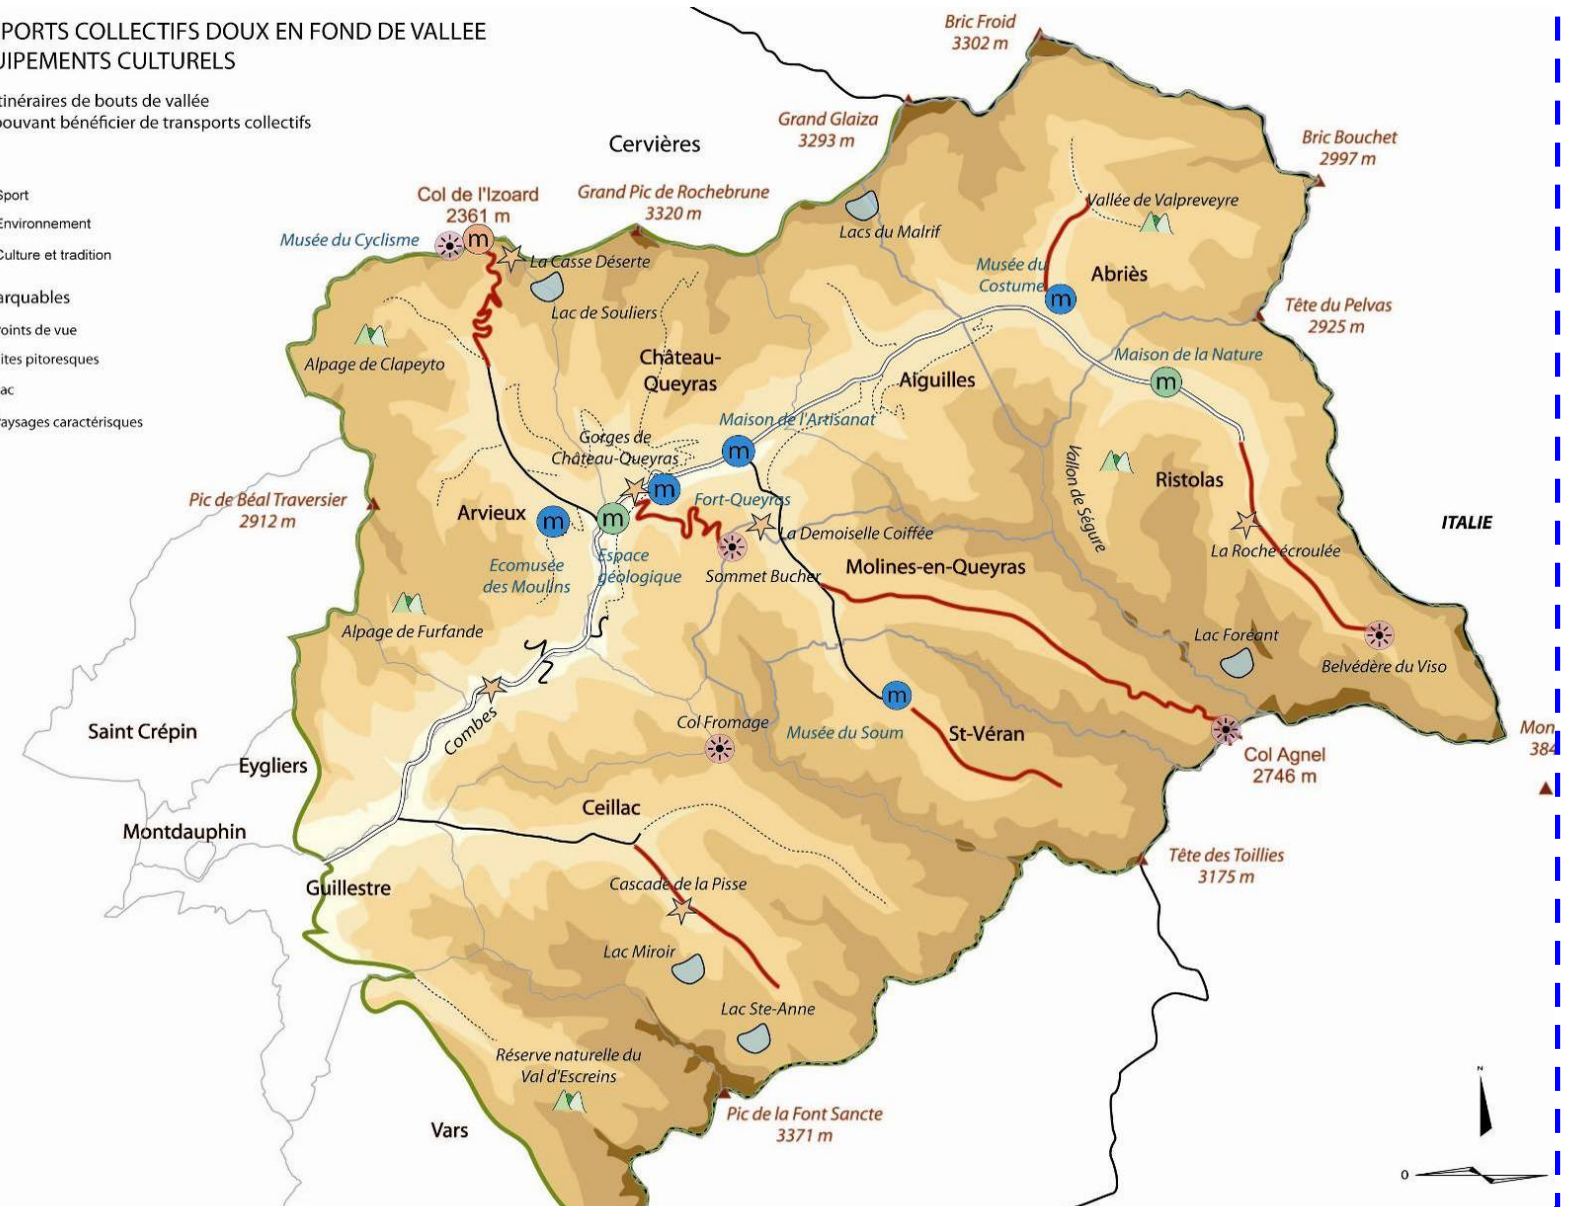 PORTS COLLECTIFS DOUX EN FOND DE VALLEE
UIPEMENTS CULTURELS
tinéraires de bouts de vallée
pouvant bénéficier de transports collectifs
Sport
Environnement
Culture et tradition
arquables
oints de vue
ites pitoresques
ac
aysages caractérisques
Bric Froid
3302 m
Grand Glaiza
3293 m
Cervières
Bric Bouchet
2997 m
Col de l'Izoard
2361 m
Grand Pic de Rochebrune
3320 m
Vallée de Valpreveyre
Lacs du Malrif
Musée du Cyclisme
m
La Casse Déserte
Musée du
Costume
m
Abriès
Lac de Souliers
Tête du Pelvas
2925 m
Alpage de Clapeyto
Château-
Queyras
Maison de la Nature
m
Aiguilles
Maison de l'Artisanat
m
Gorges de
Château-Queyras
m
Vallon de Ségure
Ristolas
Pic de Béal Traversier
2912 m
Fort-Queyras
Arvieux
m
m
ITALIE
La Demoiselle Coiffée
La Roche écroulée
Ecomusée
des Moulins
Espace
géologique
Sommet Bucher
Molines-en-Queyras
Alpage de Furfande
Lac Foréant
Belvédère du Viso
m
Combes
Col Fromage
Musée du Soum
St-Véran
Saint Crépin
Mon
384
Col Agnel
2746 m
Eygliers
Ceillac
Montdauphin
Tête des Toillies
3175 m
Guillestre
Cascade de la Pisse
Lac Miroir
Lac Ste-Anne
Réserve naturelle du
Val d'Escreins
Pic de la Font Sancte
3371 m
Vars
N
0